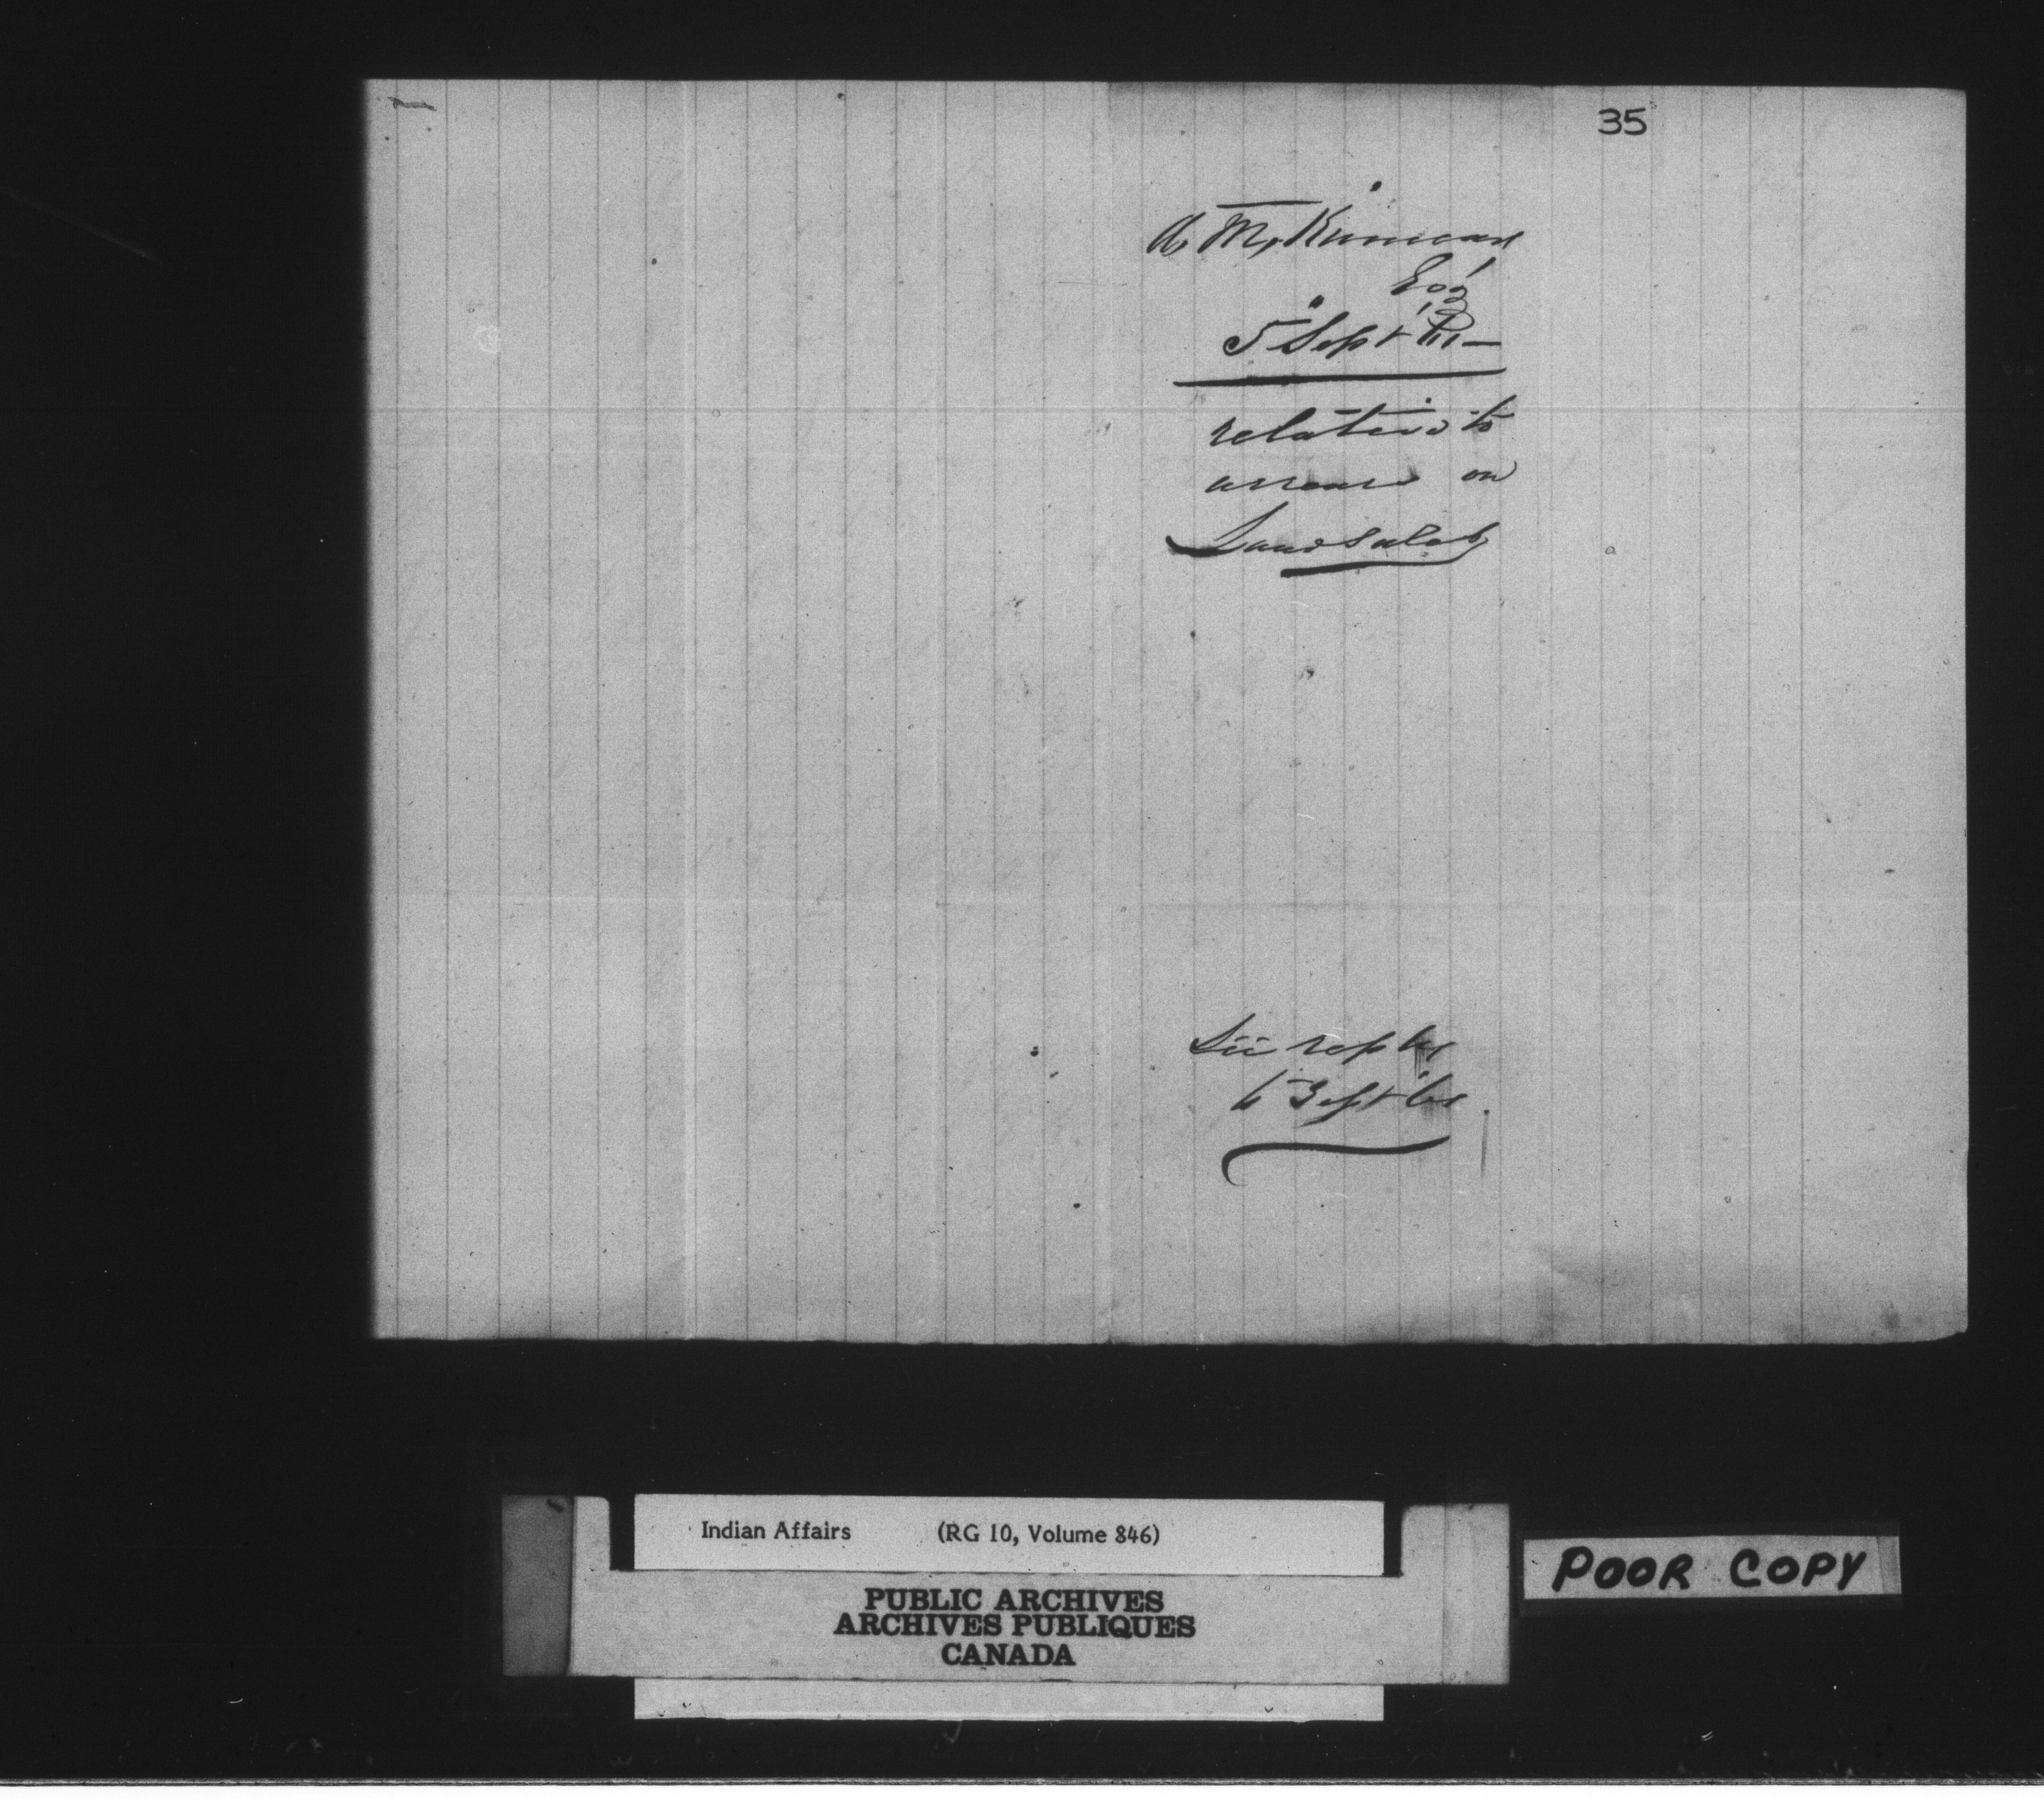 35
A. McKinnon
Esq
5 Sept 61
relative to
arrears on
Land Sales
See reply
6 Sept 61
Indian Affairs (RG 10, Volume 846)
PUBLIC ARCHIVES
ARCHIVES PUBLIQUES
CANADA
POOR COPY